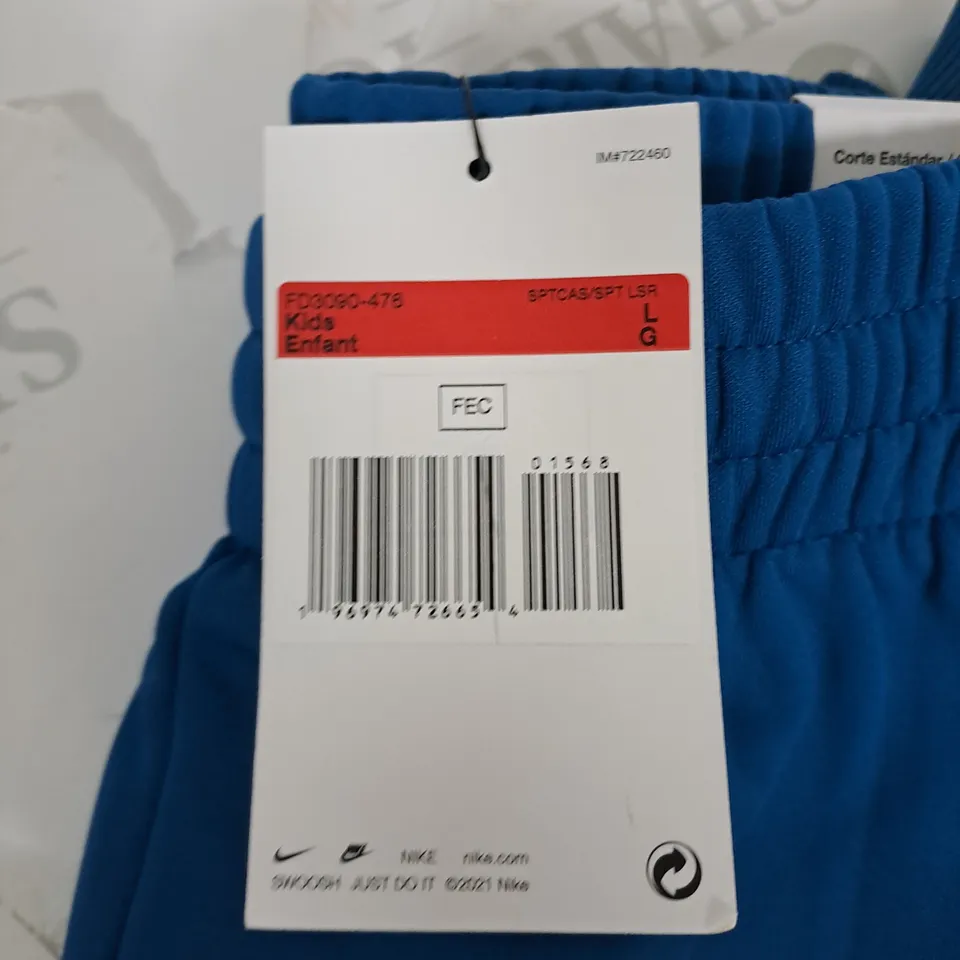 IM#722460
Corte Estándar /
FD3090-476
SPTCAS/SPT LSR
Kids
L
Enfant
G
FEC
01568
1 96974 72665 4
NIKE nike.com
SWOOSH JUST DO IT ©2021 Nike